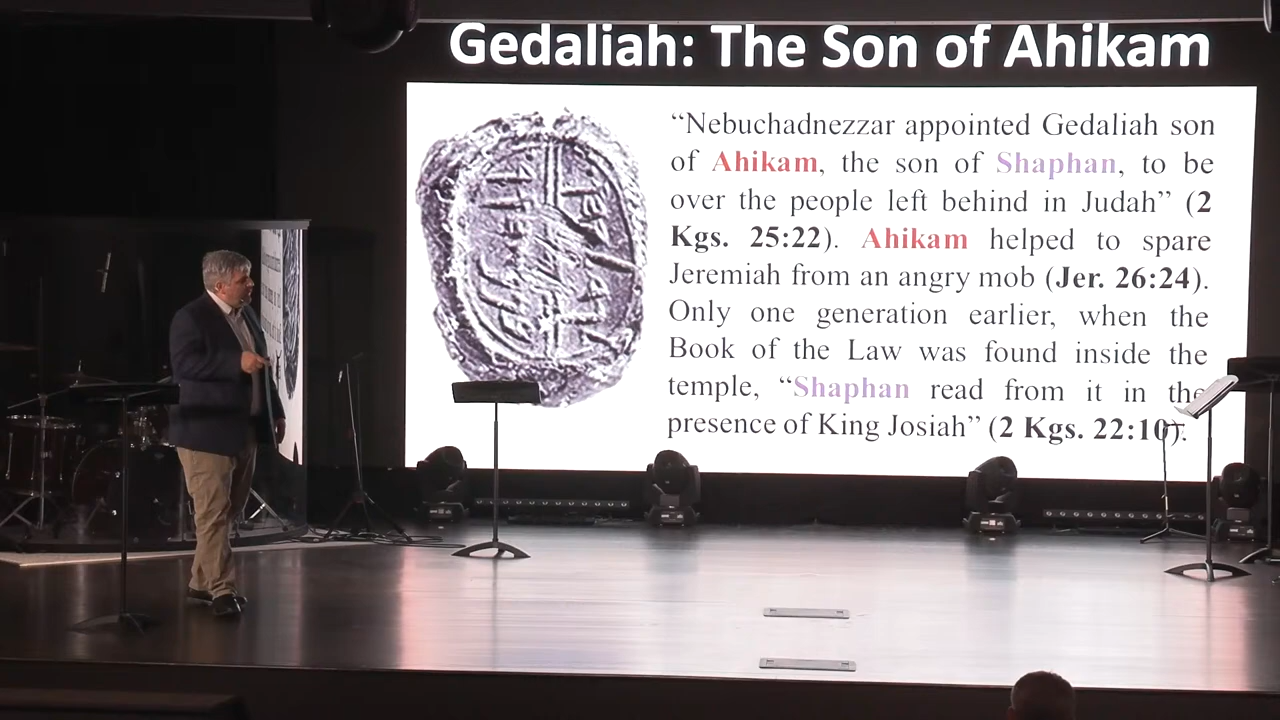 Gedaliah: The Son of Ahikam
“Nebuchadnezzar appointed Gedaliah son
of Ahikam, the son of Shaphan, to be
over the people left behind in Judah” (2
Kgs. 25:22). Ahikam helped to spare
Jeremiah from an angry mob (Jer. 26:24).
Only one generation earlier, when the
Book of the Law was found inside the
temple, “Shaphan read from it in the
presence of King Josiah” (2 Kgs. 22:10).